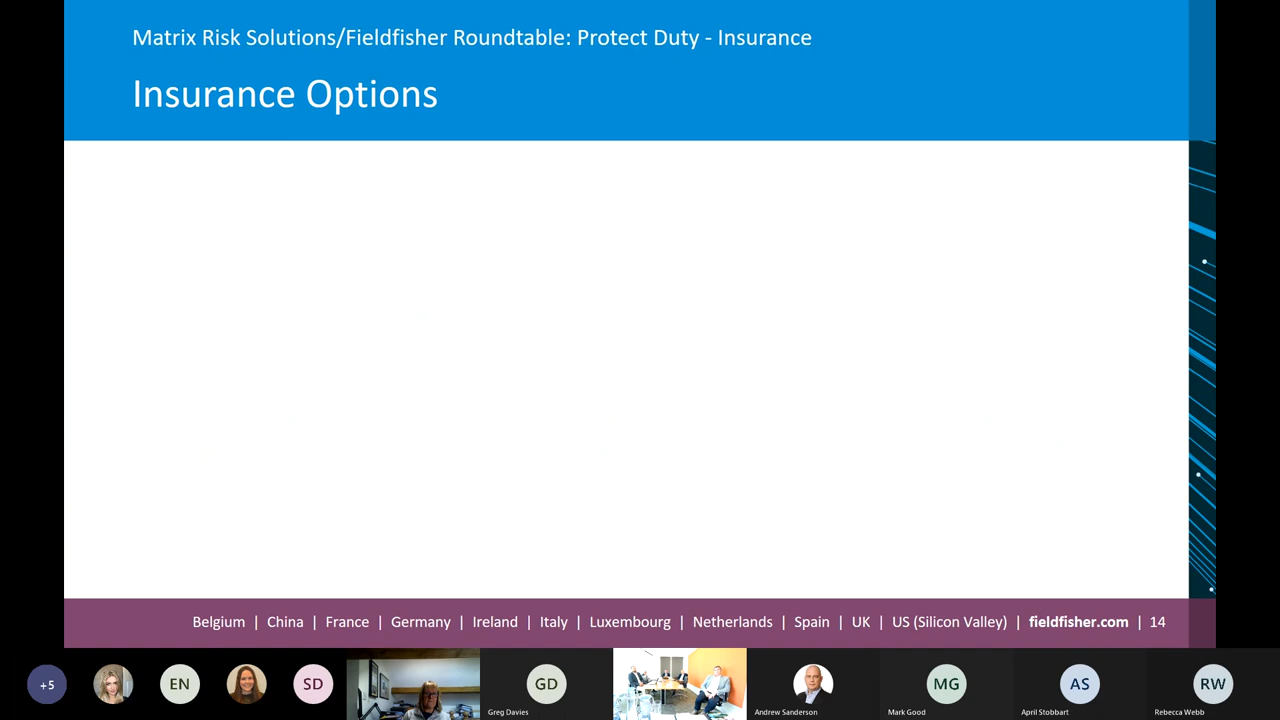 Matrix Risk Solutions/Fieldfisher Roundtable: Protect Duty - Insurance
Insurance Options
Belgium | China | France | Germany | Ireland | Italy | Luxembourg | Netherlands | Spain | UK | US (Silicon Valley) | fieldfisher.com | 14
+5
EN
SD
GD
MG
AS
RW
Greg Davies
Andrew Sanderson
Mark Good
April Stobbart
Rebecca Webb